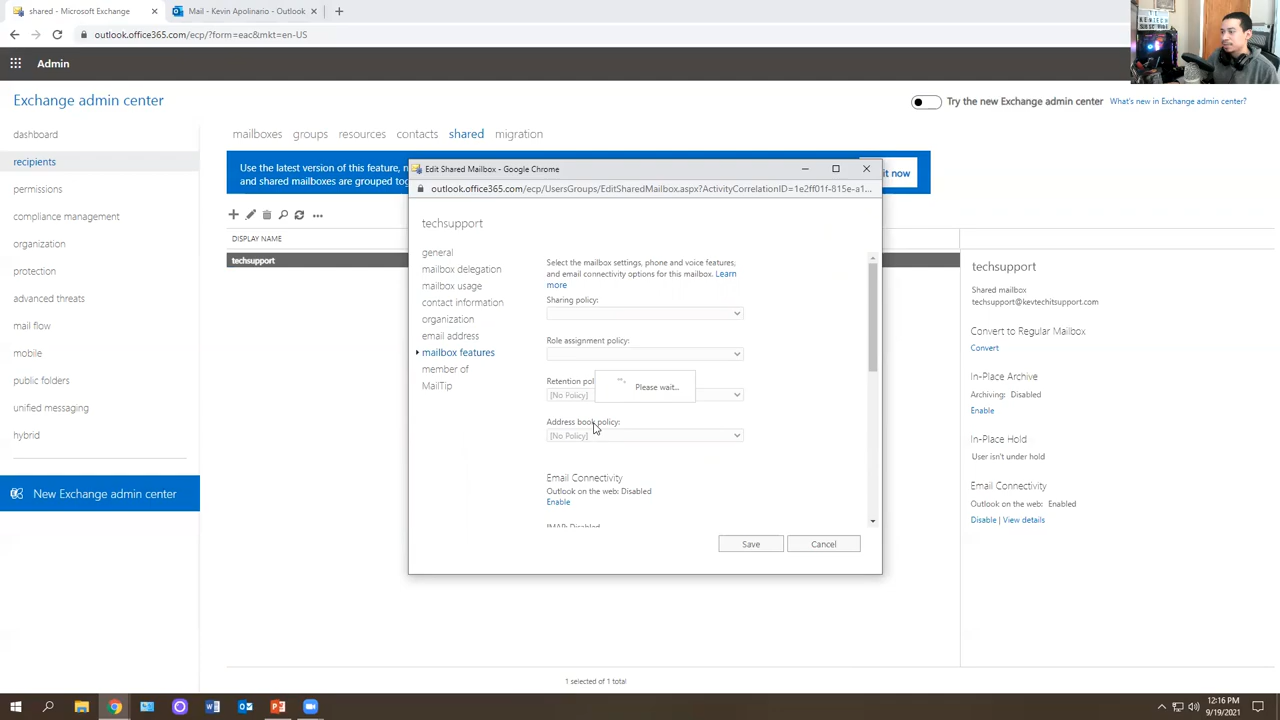 shared - Microsoft Exchange
Mail - Kevin Apolinario - Outlook
outlook.office365.com/ecp/?form=eac&mkt=en-US
Admin
Exchange admin center
Try the new Exchange admin center
What's new in Exchange admin center?
dashboard
recipients
permissions
compliance management
organization
protection
advanced threats
mail flow
mobile
public folders
unified messaging
hybrid
New Exchange admin center
mailboxes groups resources contacts shared migration
Use the latest version of this feature,
and shared mailboxes are grouped
it now
DISPLAY NAME
techsupport
Edit Shared Mailbox - Google Chrome
outlook.office365.com/ecp/UsersGroups/EditSharedMailbox.aspx?ActivityCorrelationID=1e2ff01f-815e-a1...
techsupport
general
mailbox delegation
mailbox usage
contact information
organization
email address
mailbox features
member of
MailTip
Select the mailbox settings, phone and voice features,
and email connectivity options for this mailbox. Learn
more
Sharing policy:
Role assignment policy:
Retention pol
[No Policy]
Please wait...
Address book policy:
[No Policy]
Email Connectivity
Outlook on the web: Disabled
Enable
IMAP: Disabled
Save
Cancel
techsupport
Shared mailbox
techsupport@kevtechitsupport.com
Convert to Regular Mailbox
Convert
In-Place Archive
Archiving: Disabled
Enable
In-Place Hold
User isn't under hold
Email Connectivity
Outlook on the web: Enabled
Disable | View details
1 selected of 1 total
12:16 PM
9/19/2021